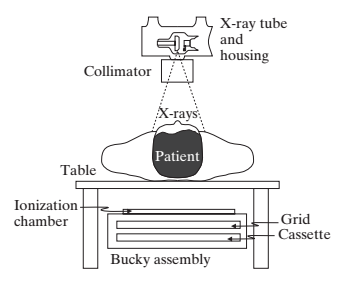 X-ray tube
and
housing
Collimator
X-rays
Patient
Table
Ionization
chamber
Grid
Cassette
Bucky assembly